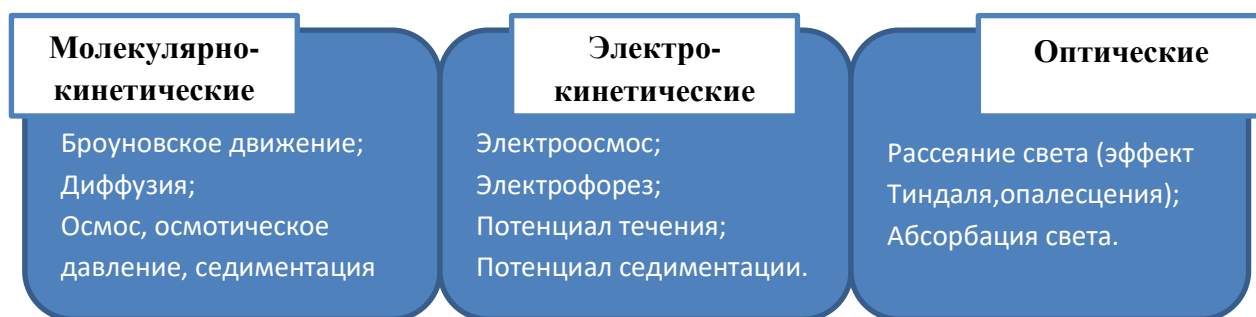 Молекулярно-
кинетические
Броуновское движение;
Диффузия;
Осмос, осмотическое
давление, седиментация
Электро-
кинетические
Электроосмос;
Электрофорез;
Потенциал течения;
Потенциал седиментации.
Оптические
Рассеяние света (эффект
Тиндаля,опалесцения);
Абсорбация света.